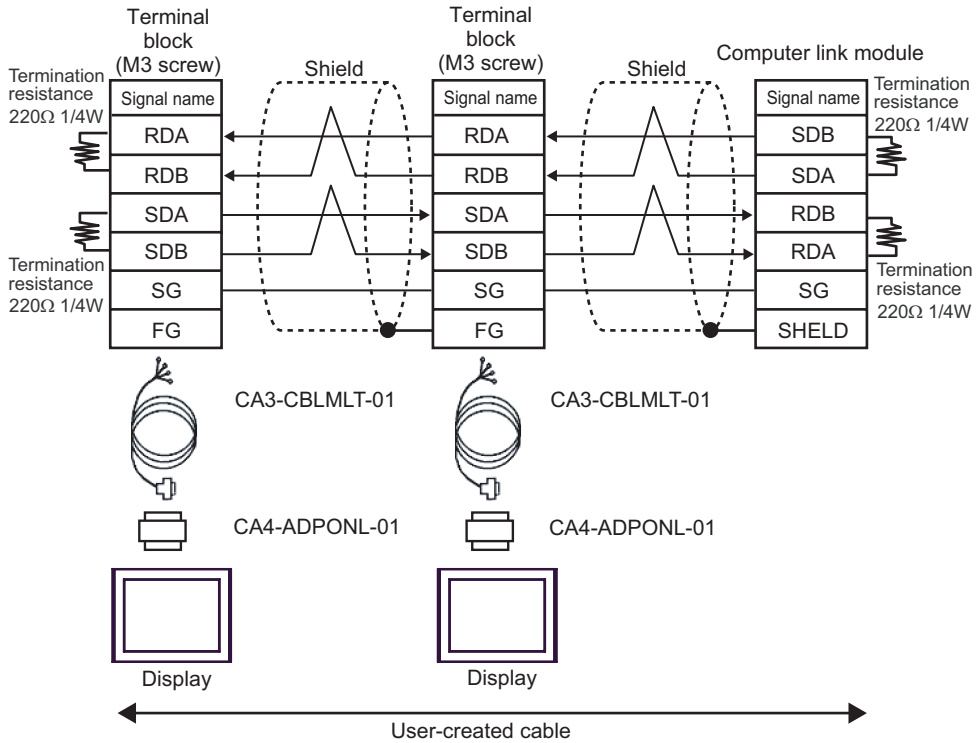 Terminal
block
(M3 screw)
Terminal
block
(M3 screw)
Computer link module
Shield
Shield
Termination
resistance
220Ω 1/4W
Termination
resistance
220Ω 1/4W
Signal name
RDA
RDB
SDA
SDB
SG
FG
Signal name
RDA
RDB
SDA
SDB
SG
FG
Signal name
SDB
SDA
RDB
RDA
SG
SHELD
Termination
resistance
220Ω 1/4W
Termination
resistance
220Ω 1/4W
CA3-CBLMLT-01
CA3-CBLMLT-01
CA4-ADPONL-01
CA4-ADPONL-01
Display
Display
User-created cable